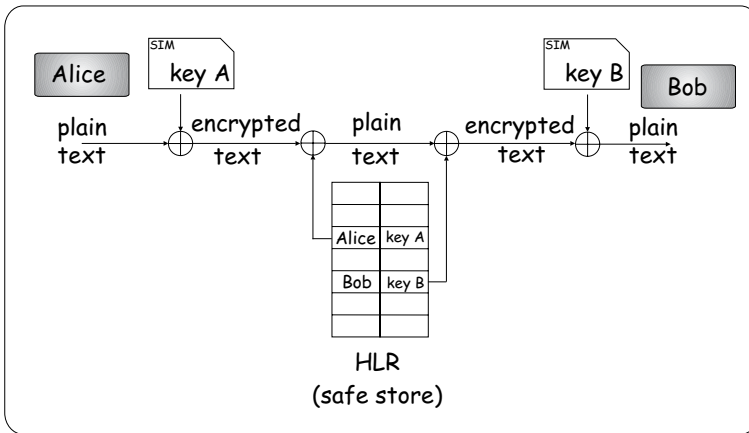 SIM
key A
Alice
SIM
key B
Bob
plain
text
encrypted
text
plain
text
encrypted
text
plain
text
Alice key A
Bob key B
HLR
(safe store)